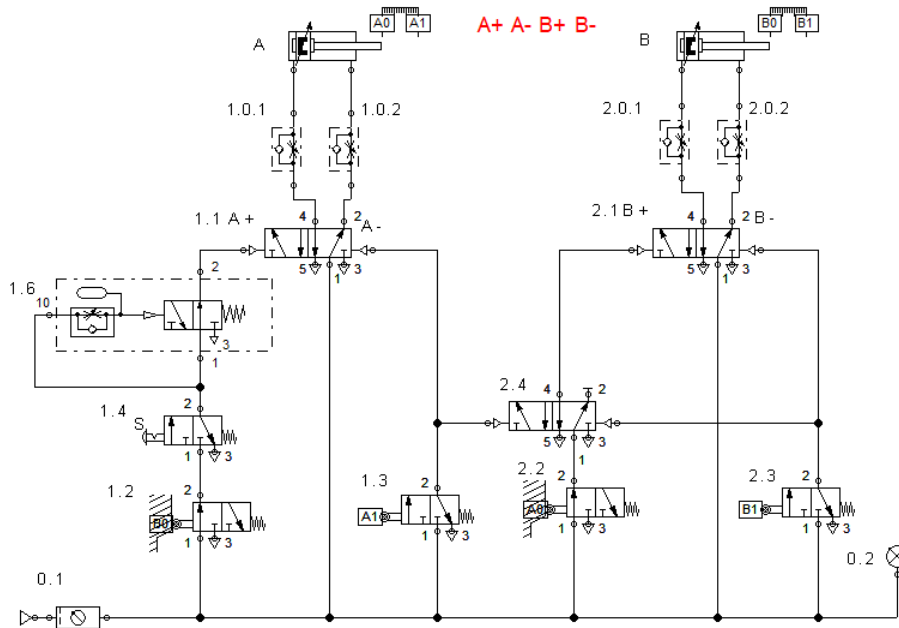 A0 A1 A+ A- B+ B- B0 B1
A B
1.0.1 1.0.2 2.0.1 2.0.2
4 2 4 2
1.1 A + A - 2.1 B + B -
5 1 3 5 1 3
2
1.6 10
3
1
2 2.4 4 2
1.4 S
1 3 5 1 3
2 1.3 2 2.2 2 2.3 2
1.2 B0 A1 A0 B1
1 3 1 3 1 3 1 3
0.2
0.1